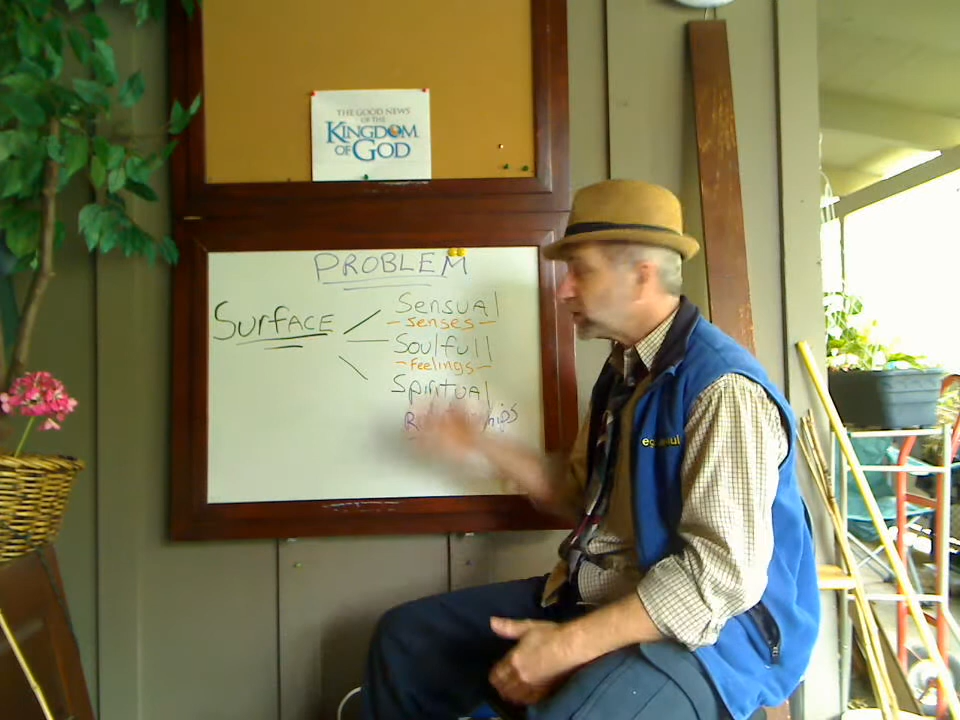 THE GOOD NEWS
OF THE
KINGDOM
OF GOD
PROBLEM
Surface
Sensual
- senses -
Soulfull
- feelings -
Spiritual